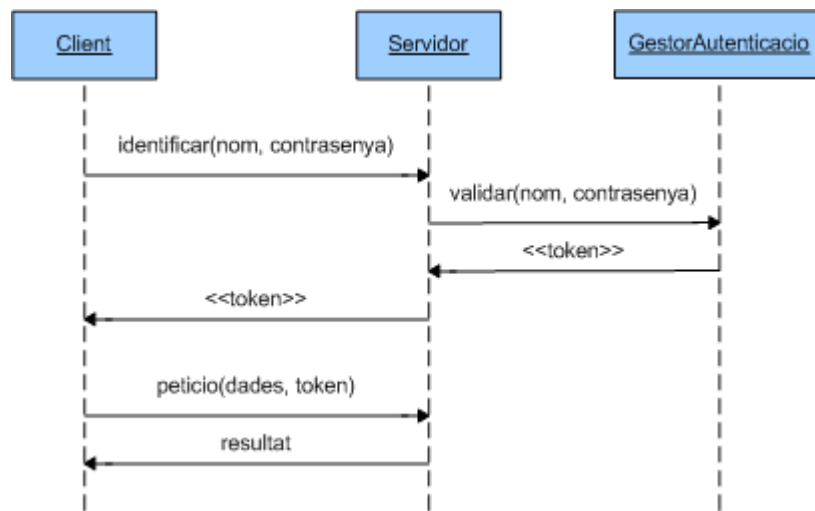 Client
Servidor
GestorAutenticacio
identificar(nom, contrasenya)
validar(nom, contrasenya)
<<token>>
<<token>>
peticio(dades, token)
resultat